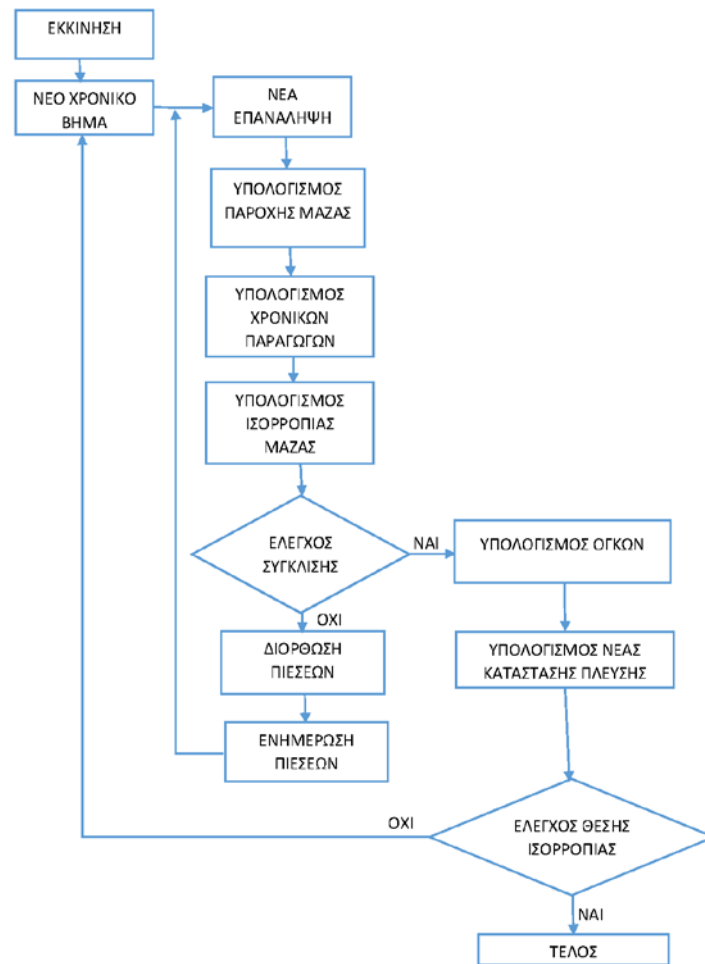 ΕΚΚΙΝΗΣΗ
ΝΕΟ ΧΡΟΝΙΚΟ
ΒΗΜΑ
ΝΕΑ
ΕΠΑΝΑΛΗΨΗ
ΥΠΟΛΟΓΙΣΜΟΣ
ΠΑΡΟΧΗΣ ΜΑΖΑΣ
ΥΠΟΛΟΓΙΣΜΟΣ
ΧΡΟΝΙΚΩΝ
ΠΑΡΑΓΩΓΩΝ
ΥΠΟΛΟΓΙΣΜΟΣ
ΙΣΟΡΡΟΠΙΑΣ
ΜΑΖΑΣ
ΕΛΕΓΧΟΣ
ΣΥΓΚΛΙΣΗΣ
ΝΑΙ
ΥΠΟΛΟΓΙΣΜΟΣ ΟΓΚΩΝ
ΟΧΙ
ΔΙΟΡΘΩΣΗ
ΠΙΕΣΕΩΝ
ΥΠΟΛΟΓΙΣΜΟΣ ΝΕΑΣ
ΚΑΤΑΣΤΑΣΗΣ ΠΛΕΥΣΗΣ
ΕΝΗΜΕΡΩΣΗ
ΠΙΕΣΕΩΝ
ΟΧΙ
ΕΛΕΓΧΟΣ ΘΕΣΗΣ
ΙΣΟΡΡΟΠΙΑΣ
ΝΑΙ
ΤΕΛΟΣ